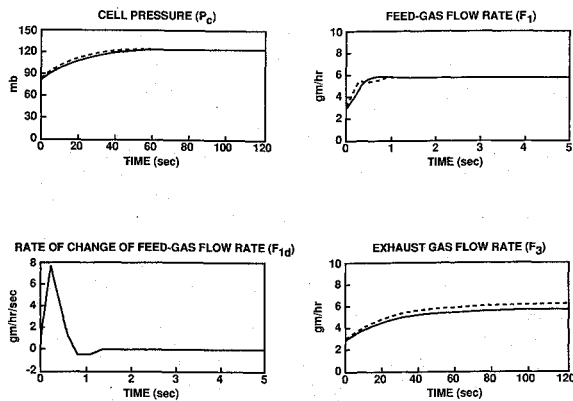 CELL PRESSURE (Pc)
150
120
90
60
30
0
mb
0 20 40 60 80 100 120
TIME (sec)
FEED-GAS FLOW RATE (F1)
10
8
6
4
2
0
gm/hr
0 1 2 3 4 5
TIME (sec)
RATE OF CHANGE OF FEED-GAS FLOW RATE (F1d)
8
6
4
2
0
-2
gm/hr/sec
0 1 2 3 4 5
TIME (sec)
EXHAUST GAS FLOW RATE (F3)
10
8
6
4
2
0
gm/hr
0 20 40 60 80 100 120
TIME (sec)